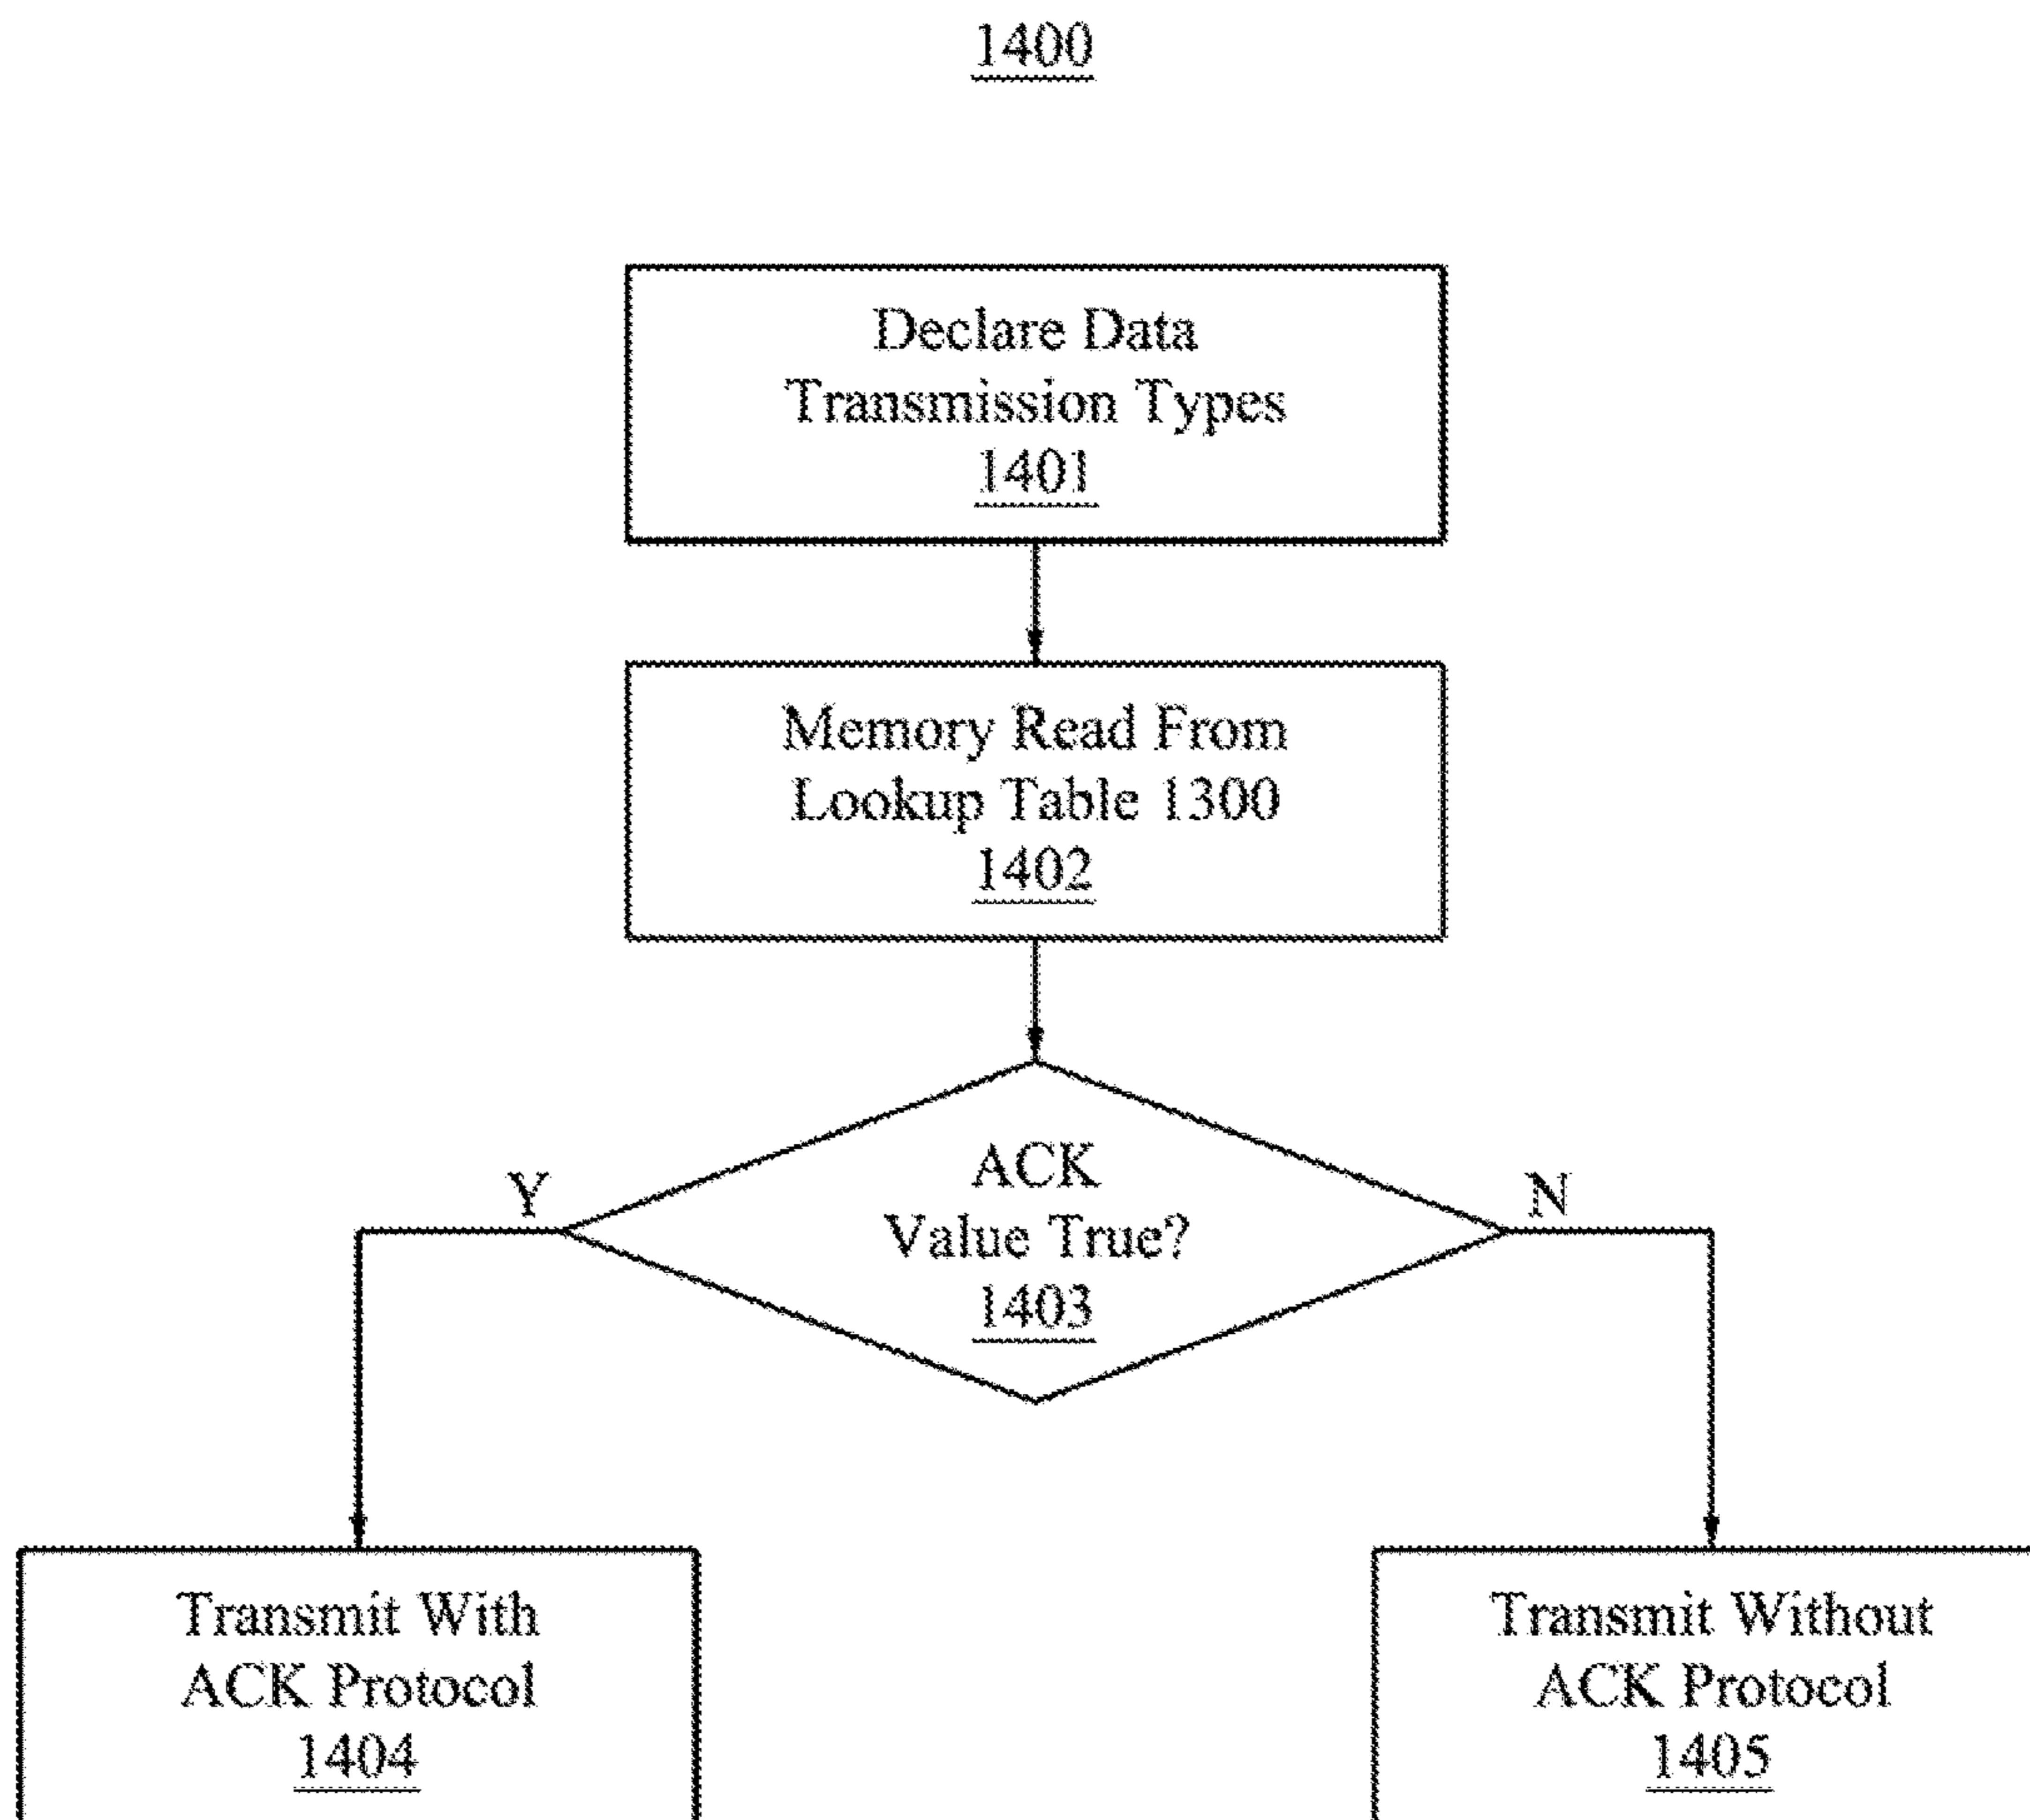 1400
Declare Data
Transmission Types
1401
Memory Read From
Lookup Table 1300
1402
ACK
Value True?
1403
Y
N
Transmit With
ACK Protocol
1404
Transmit Without
ACK Protocol
1405